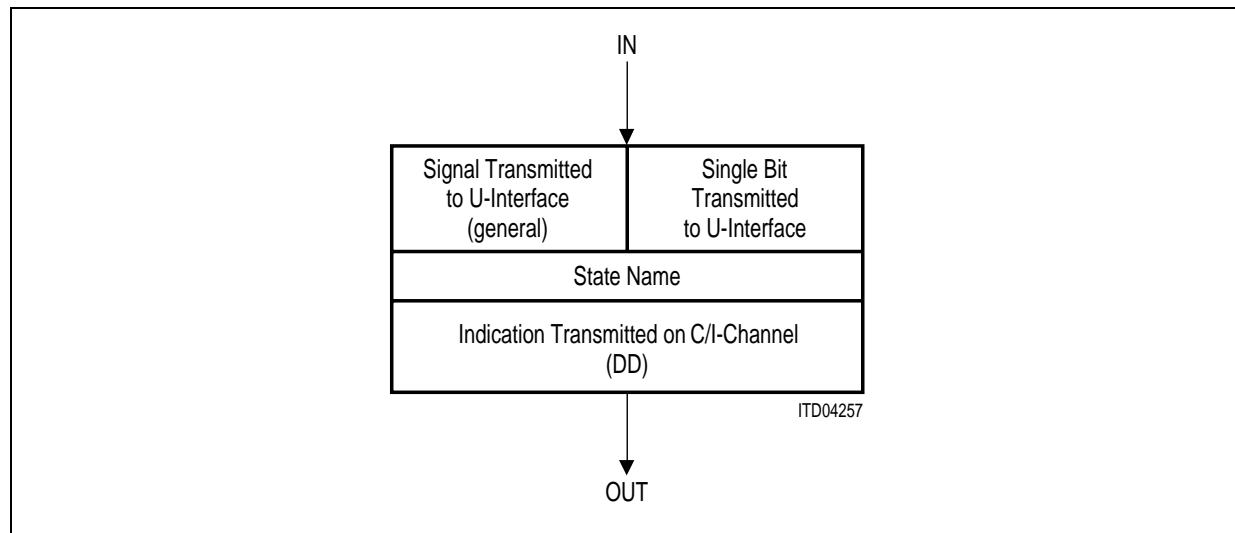 IN
Signal Transmitted
to U-Interface
(general)
Single Bit
Transmitted
to U-Interface
State Name
Indication Transmitted on C/I-Channel
(DD)
ITD04257
OUT